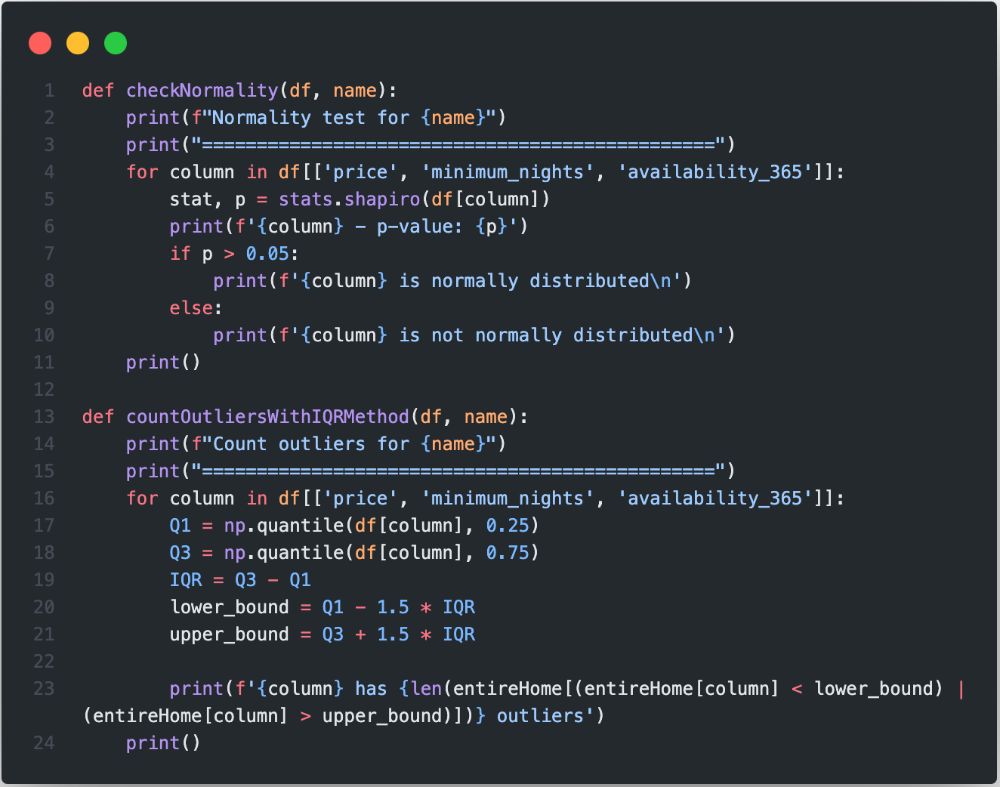 1 def checkNormality(df, name):
2     print(f"Normality test for {name}")
3     print("===============================================")
4     for column in df[['price', 'minimum_nights', 'availability_365']]:
5         stat, p = stats.shapiro(df[column])
6         print(f'{column} - p-value: {p}')
7         if p > 0.05:
8             print(f'{column} is normally distributed\n')
9         else:
10             print(f'{column} is not normally distributed\n')
11     print()
12
13 def countOutliersWithIQRMethod(df, name):
14     print(f"Count outliers for {name}")
15     print("===============================================")
16     for column in df[['price', 'minimum_nights', 'availability_365']]:
17         Q1 = np.quantile(df[column], 0.25)
18         Q3 = np.quantile(df[column], 0.75)
19         IQR = Q3 - Q1
20         lower_bound = Q1 - 1.5 * IQR
21         upper_bound = Q3 + 1.5 * IQR
22
23         print(f'{column} has {len(entireHome[(entireHome[column] < lower_bound) |
(entireHome[column] > upper_bound)])} outliers')
24     print()